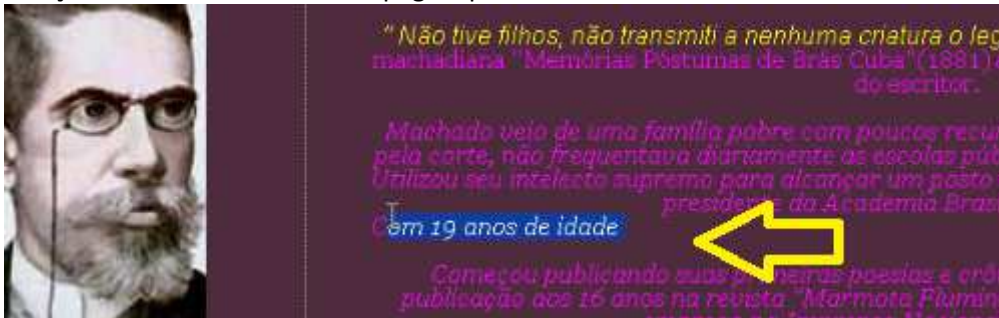 "Não tive filhos, não transmiti a nenhuma criatura o leg
machadiana "Memórias Póstumas de Brás Cuba"(1881)
do escritor.
Machado veio de uma família pobre com poucos recu
pela corte, não frequentava diariamente as escolas púb
Utilizou seu intelecto supremo para alcançar um posto
presidente da Academia Bras
Com 19 anos de idade
Começou publicando suas primeiras poesias e crô
publicação aos 16 anos na revista "Marmota Flumin